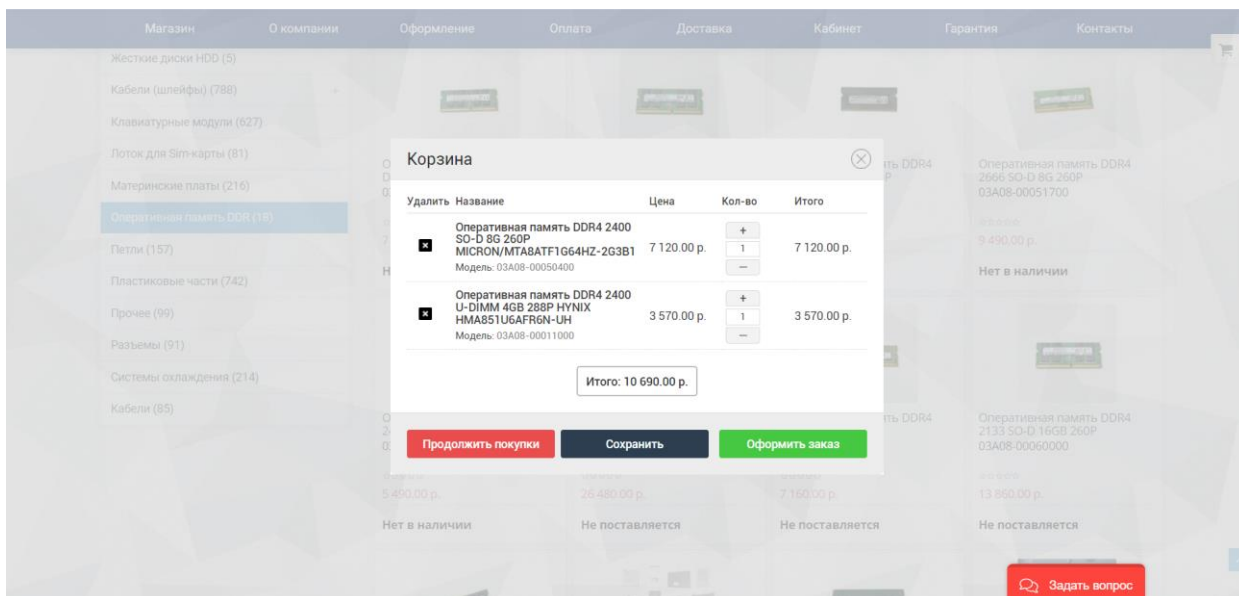 Магазин О компании Оформление Оплата Доставка Кабинет Гарантия Контакты
Жесткие диски HDD (5)
Кабели (шлейфы) (788)
Клавиатурные модули (627)
Лоток для Sim-карты (81)
Материнские платы (216)
Оперативная память DDR (18)
Петли (157)
Пластиковые части (742)
Прочее (99)
Разъемы (91)
Системы охлаждения (214)
Кабели (85)
Корзина
Удалить Название Цена Кол-во Итого
Оперативная память DDR4 2400
SO-D 8G 260P
MICRON/MTA8ATF1G64HZ-2G3B1
Модель: 03A08-00050400
7 120.00 р.
+
1
—
7 120.00 р.
Оперативная память DDR4 2400
U-DIMM 4GB 288P HYNIX
HMA851U6AFR6N-UH
Модель: 03A08-00011000
3 570.00 р.
+
1
—
3 570.00 р.
Итого: 10 690.00 р.
Продолжить покупки Сохранить Оформить заказ
Оперативная память DDR4
2666 SO-D 8G 260P
03A08-00051700
9 490.00 р.
Нет в наличии
Оперативная память DDR4
2133 SO-D 16GB 260P
03A08-00060000
5 490.00 р. 26 480.00 р. 7 160.00 р. 13 860.00 р.
Нет в наличии Не поставляется Не поставляется Не поставляется
Задать вопрос